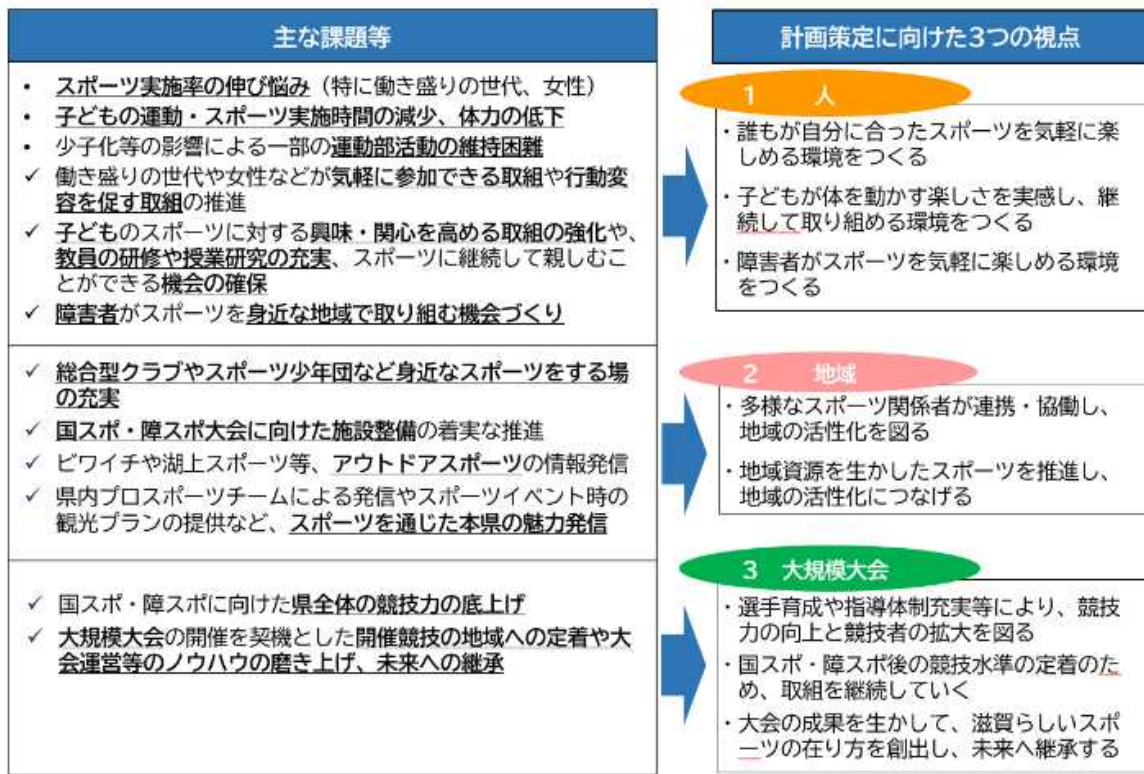 主な課題等
• スポーツ実施率の伸び悩み（特に働き盛りの世代、女性）
• 子どもの運動・スポーツ実施時間の減少、体力の低下
• 少子化等の影響による一部の運動部活動の維持困難
✓ 働き盛りの世代や女性などが気軽に参加できる取組や行動変
容を促す取組の推進
✓ 子どものスポーツに対する興味・関心を高める取組の強化や、
教員の研修や授業研究の充実、スポーツに継続して親しむこ
とができる機会の確保
✓ 障害者がスポーツを身近な地域で取り組む機会づくり
✓ 総合型クラブやスポーツ少年団など身近なスポーツをする場
の充実
✓ 国スポ・障スポ大会に向けた施設整備の着実な推進
✓ ビワイチや湖上スポーツ等、アウトドアスポーツの情報発信
✓ 県内プロスポーツチームによる発信やスポーツイベント時の
観光プランの提供など、スポーツを通じた本県の魅力発信
✓ 国スポ・障スポに向けた県全体の競技力の底上げ
✓ 大規模大会の開催を契機とした開催競技の地域への定着や大
会運営等のノウハウの磨き上げ、未来への継承
計画策定に向けた3つの視点
1 人
・誰もが自分に合ったスポーツを気軽に楽
しめる環境をつくる
・子どもが体を動かす楽しさを実感し、継
続して取り組める環境をつくる
・障害者がスポーツを気軽に楽しめる環境
をつくる
2 地域
・多様なスポーツ関係者が連携・協働し、
地域の活性化を図る
・地域資源を生かしたスポーツを推進し、
地域の活性化につなげる
3 大規模大会
・選手育成や指導体制充実等により、競技
力の向上と競技者の拡大を図る
・国スポ・障スポ後の競技水準の定着のた
め、取組を継続していく
・大会の成果を生かして、滋賀らしいスポ
ーツの在り方を創出し、未来へ継承する